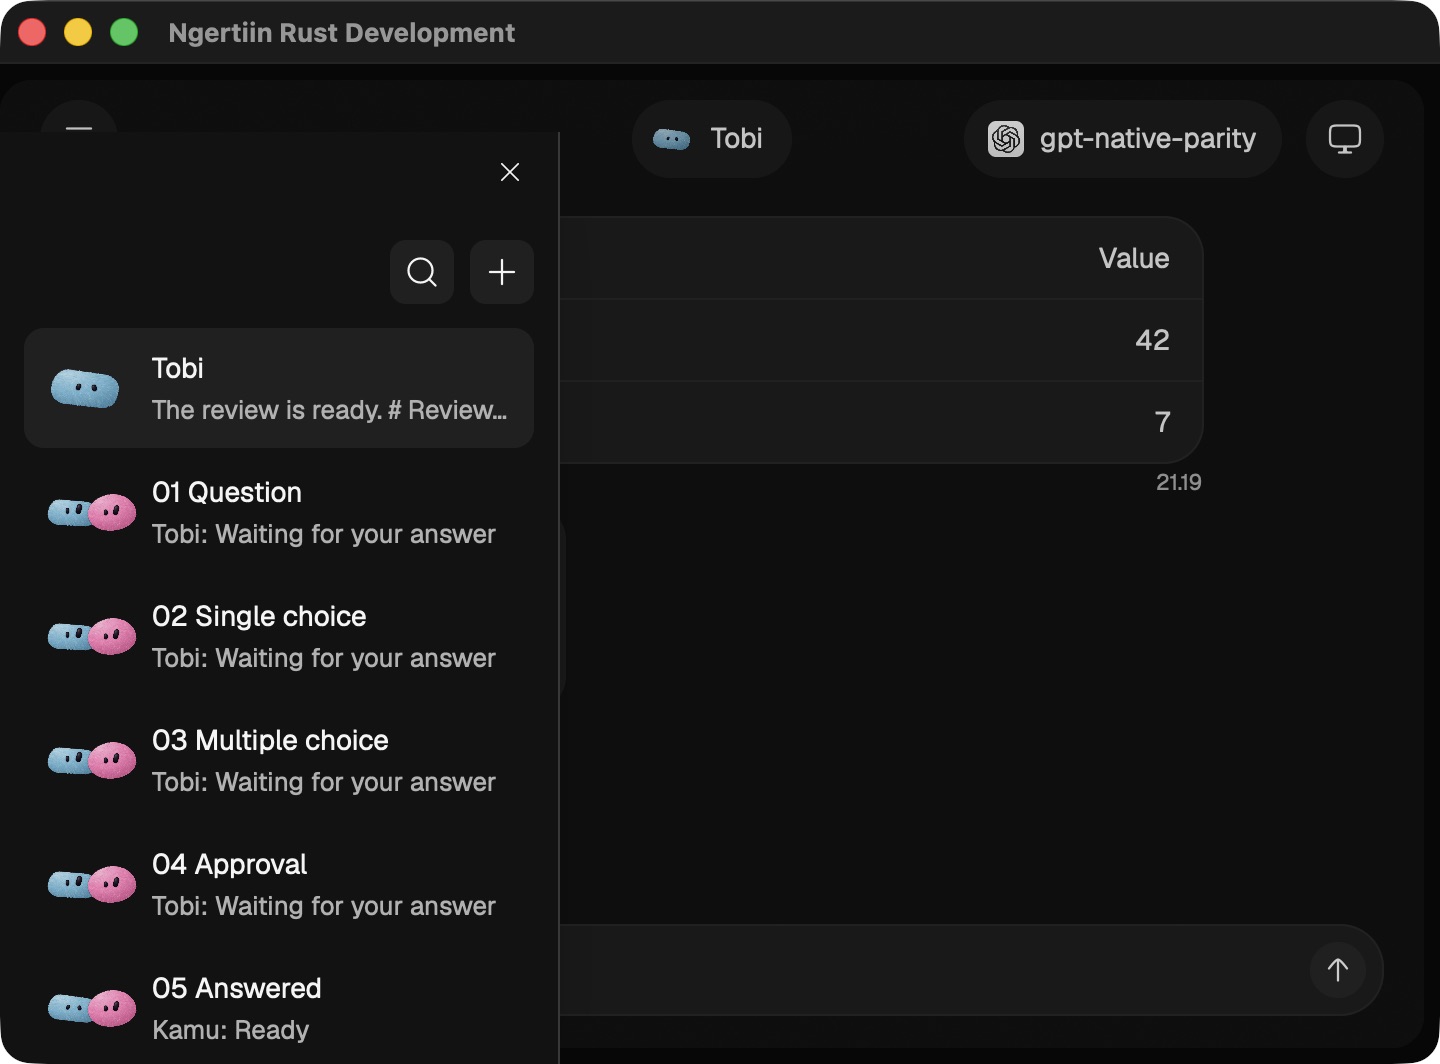 Ngertiin Rust Development
Tobi
gpt-native-parity
Value
42
7
21.19
Tobi
The review is ready. # Review...
01 Question
Tobi: Waiting for your answer
02 Single choice
Tobi: Waiting for your answer
03 Multiple choice
Tobi: Waiting for your answer
04 Approval
Tobi: Waiting for your answer
05 Answered
Kamu: Ready